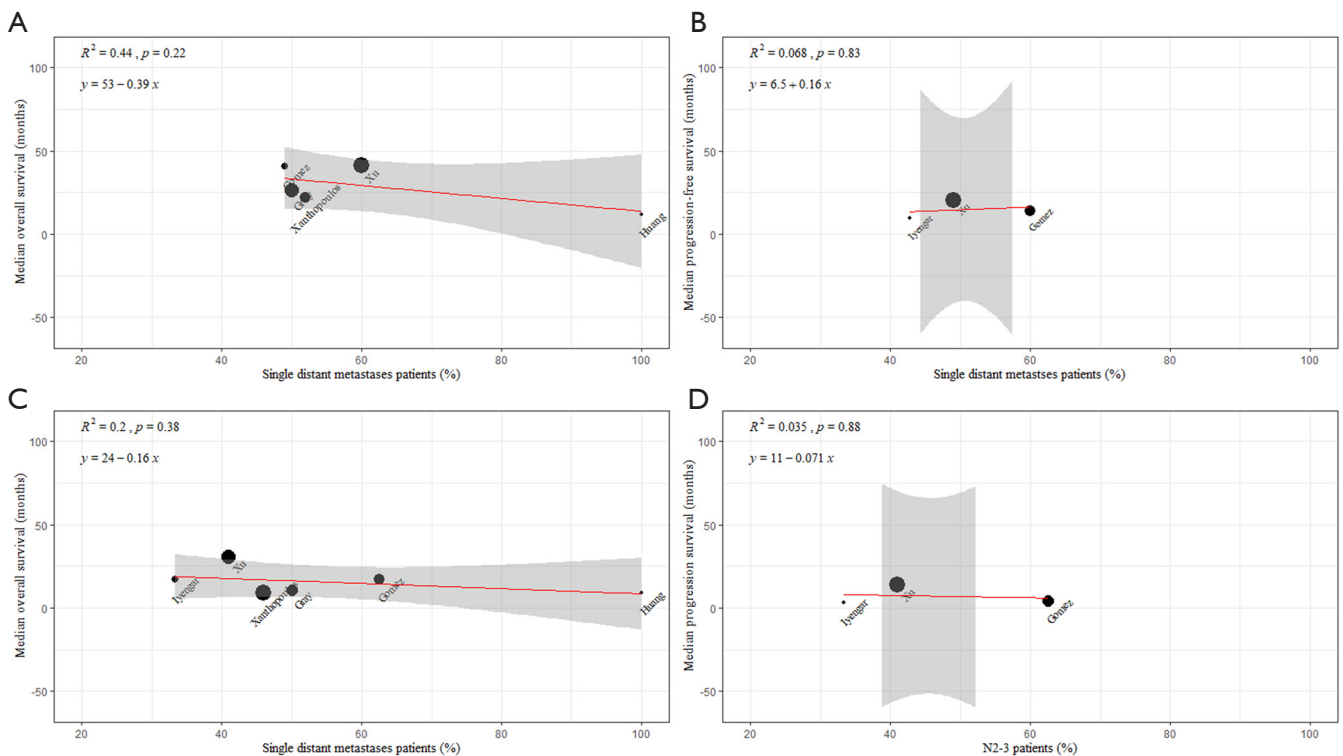 A
R² = 0.44 , p = 0.22
y = 53 − 0.39 x
Median overall survival (months)
100
50
0
-50
Gomez
Gray
Xanthopoulos
Xu
Huang
20 40 60 80 100
Single distant metastases patients (%)
B
R² = 0.068 , p = 0.83
y = 6.5 + 0.16 x
Median progression-free survival (months)
100
50
0
-50
Iyengar
Xu
Gomez
20 40 60 80 100
Single distant metstses patients (%)
C
R² = 0.2 , p = 0.38
y = 24 − 0.16 x
Median overall survival (months)
100
50
0
-50
Iyengar
Xu
Xanthopoulos
Gray
Gomez
Huang
20 40 60 80 100
Single distant metastases patients (%)
D
R² = 0.035 , p = 0.88
y = 11 − 0.071 x
Median progression survival (months)
100
50
0
-50
Iyengar
Xu
Gomez
20 40 60 80 100
N2-3 patients (%)